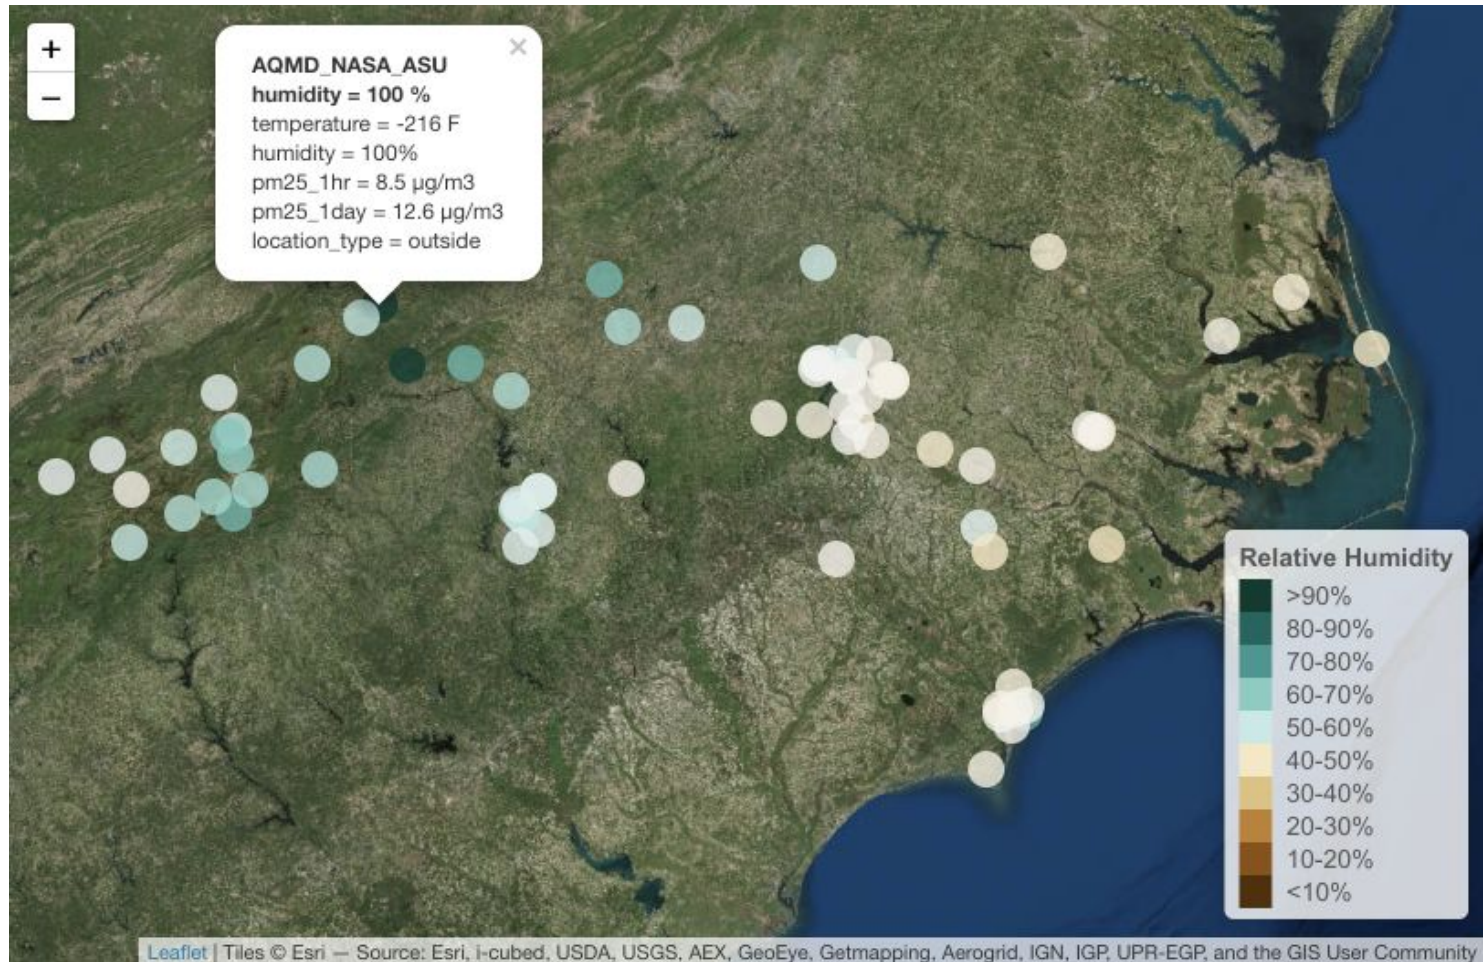 +
−
×
AQMD_NASA_ASU
humidity = 100 %
temperature = -216 F
humidity = 100%
pm25_1hr = 8.5 µg/m3
pm25_1day = 12.6 µg/m3
location_type = outside
Relative Humidity
>90%
80-90%
70-80%
60-70%
50-60%
40-50%
30-40%
20-30%
10-20%
<10%
Leaflet | Tiles © Esri — Source: Esri, i-cubed, USDA, USGS, AEX, GeoEye, Getmapping, Aerogrid, IGN, IGP, UPR-EGP, and the GIS User Community